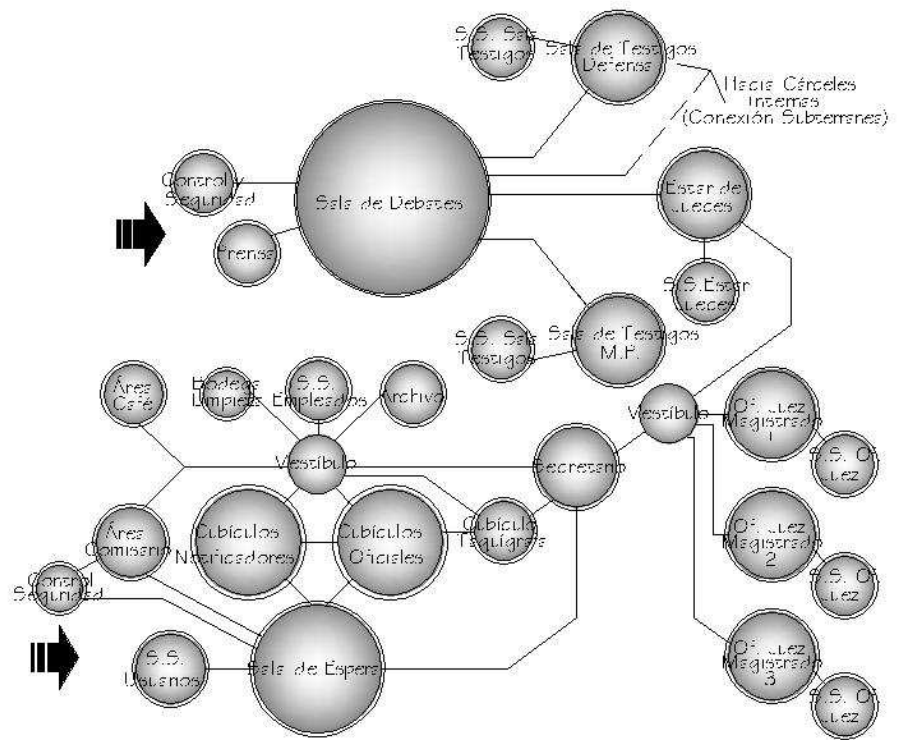 S.S. Sala
Testigos
Sala de Testigos
Defensa
Hacia Cárceles
Internas
(Conexión Subterranea)
Control y
Seguridad
Sala de Debates
Estar de
Jueces
Prensa
S.S.Estar
Jueces
S.S. Sala
Testigos
Sala de Testigos
M.P.
Área
Café
Bodega
Limpieza
S.S.
Empleados
Archivo
Vestíbulo
Of. Juez
Magistrado
1
Vestíbulo
Secretario
S.S. Of.
Juez
Área
Comisario
Cubículos
Notificadores
Cubículos
Oficiales
Cubículo
Taquígrafa
Of. Juez
Magistrado
2
Control
Seguridad
S.S. Of.
Juez
S.S.
Usuarios
Sala de Espera
Of. Juez
Magistrado
3
S.S. Of.
Juez